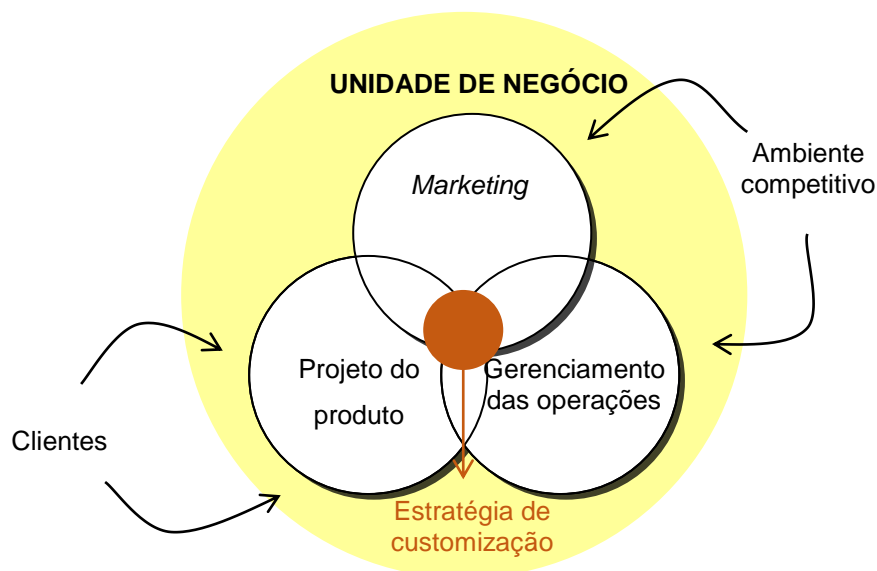 UNIDADE DE NEGÓCIO
Marketing
Ambiente
competitivo
Projeto do
produto
Gerenciamento
das operações
Clientes
Estratégia de
customização